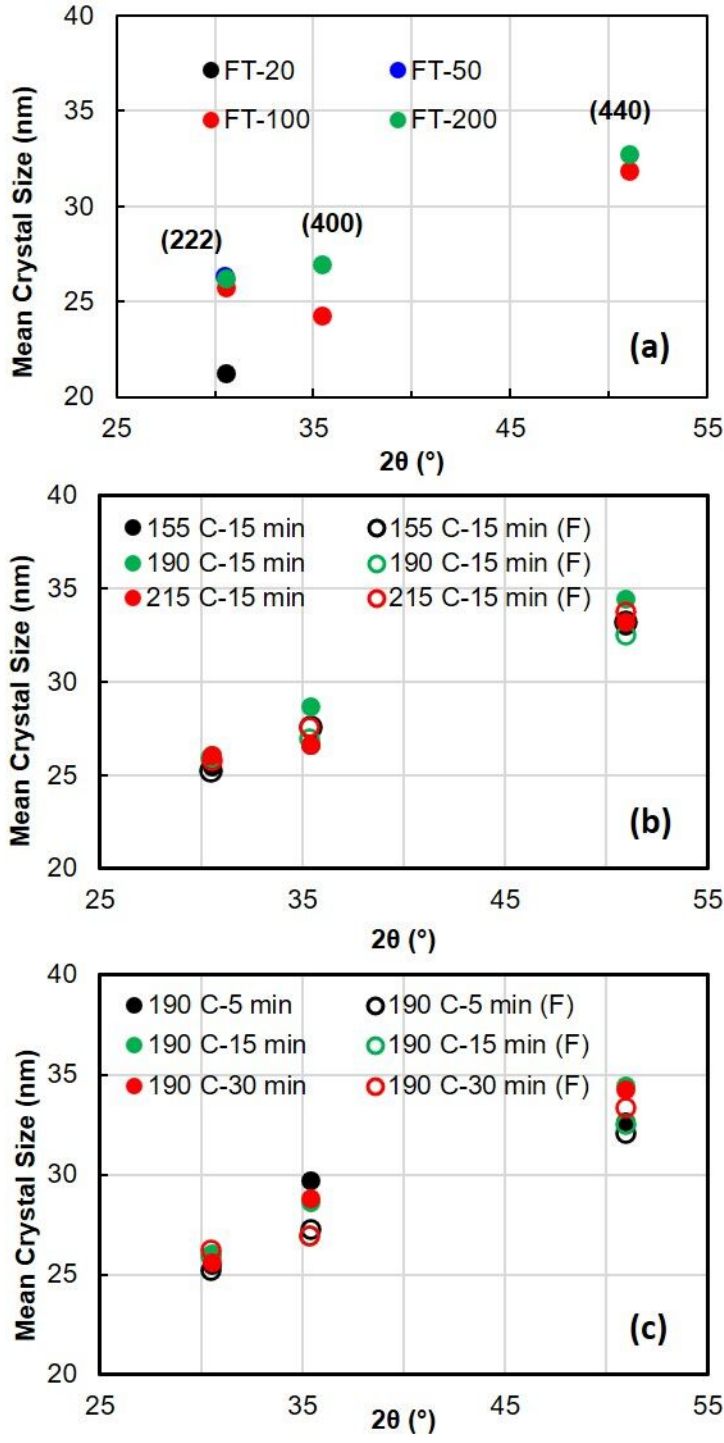 40
FT-20 FT-50
35
FT-100 FT-200
(440)
30
(222) (400)
25
(a)
20
25 35 45 55
2θ (°)
Mean Crystal Size (nm)
40
155 C-15 min 155 C-15 min (F)
190 C-15 min 190 C-15 min (F)
35
215 C-15 min 215 C-15 min (F)
30
25
(b)
20
25 35 45 55
2θ (°)
Mean Crystal Size (nm)
40
190 C-5 min 190 C-5 min (F)
190 C-15 min 190 C-15 min (F)
35
190 C-30 min 190 C-30 min (F)
30
25
(c)
20
25 35 45 55
2θ (°)
Mean Crystal Size (nm)